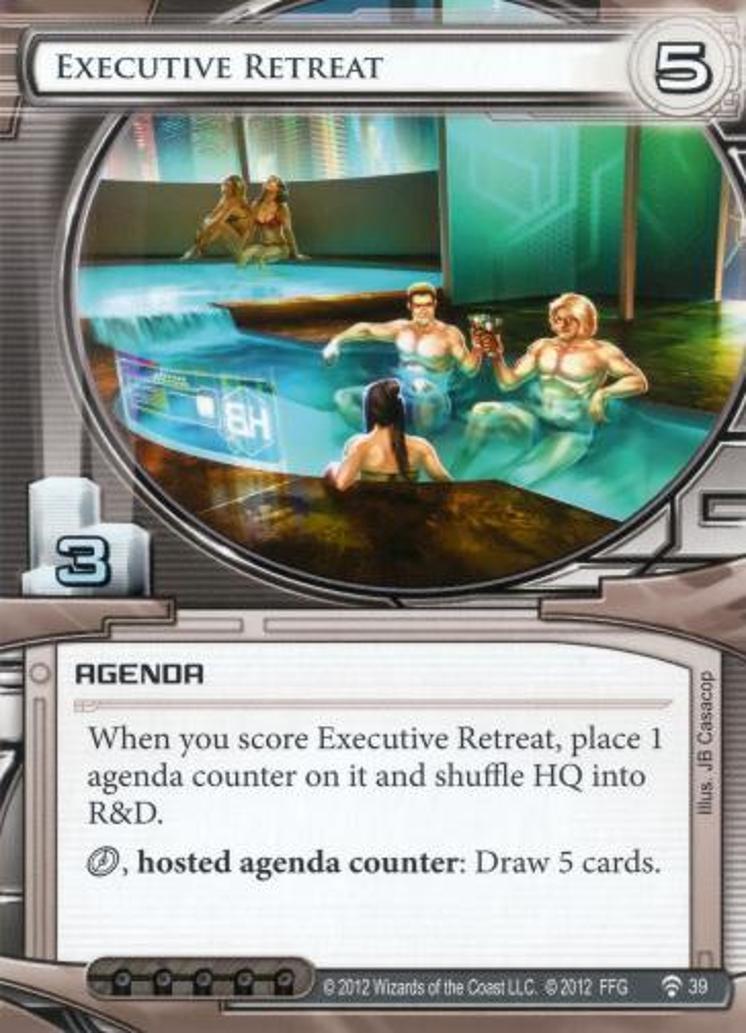 EXECUTIVE RETREAT
5
BH
3
AGENDA
When you score Executive Retreat, place 1
agenda counter on it and shuffle HQ into
R&D.
, hosted agenda counter: Draw 5 cards.
Illus. JB Casacop
© 2012 Wizards of the Coast LLC. © 2012 FFG
39